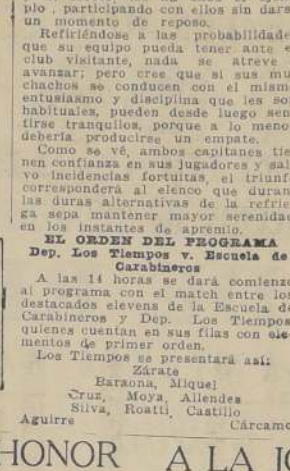 plo, participando con ellos sin dars
un momento de reposo.
Refiriéndose a las probabilidade
que su equipo pueda tener ante e
club visitante, nada se atreve
avanzar; pero cree que si sus mu
chachos se conducen con el mism
entusiasmo y disciplina que les so
habituales, pueden desde luego sen
tirse tranquilos, porque a lo meno
debería producirse un empate.
Como se vé, ambos capitanes tie
nen confianza en sus jugadores y sal
vo incidencias fortuitas, el triunf
corresponderá al elenco que duran
las duras alternativas de la refrie
ga sepa mantener mayor serenidad
en los instantes de apremio.
EL ORDEN DEL PROGRAMA
Dep. Los Tiempos v. Escuela de
Carabineros
A las 14 horas se dará comienzo
al programa con el match entre los
destacados elevens de la Escuela de
Carabineros y Dep. Los Tiempos
quienes cuentan en sus filas con ele
mentos de primer orden.
Los Tiempos se presentará así:
Zárate
Baraona, Miquel
Cruz, Moya, Allendes
Silva, Roatti, Castillo
Aguirre Cárcamo
HONOR A LA JO